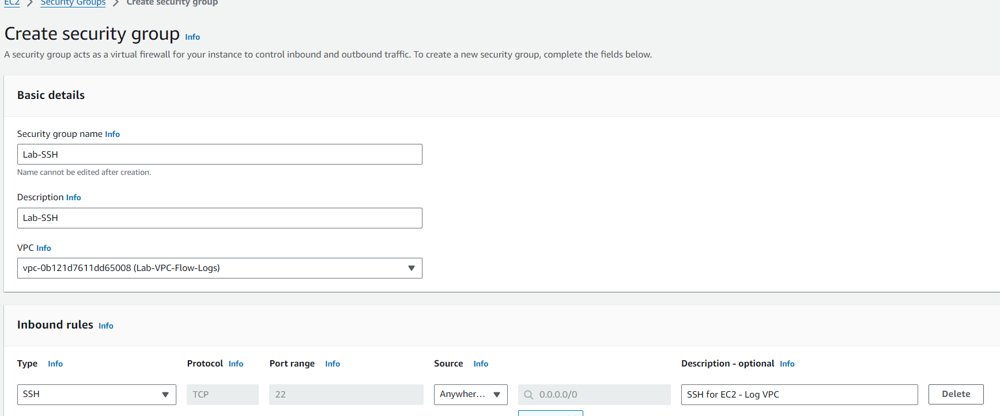 EC2 > Security Groups > Create security group
Create security group Info
A security group acts as a virtual firewall for your instance to control inbound and outbound traffic. To create a new security group, complete the fields below.
Basic details
Security group name Info
Lab-SSH
Name cannot be edited after creation.
Description Info
Lab-SSH
VPC Info
vpc-0b121d7611dd65008 (Lab-VPC-Flow-Logs)
Inbound rules Info
Type Info Protocol Info Port range Info Source Info Description - optional Info
SSH TCP 22 Anywher... 0.0.0.0/0 SSH for EC2 - Log VPC Delete